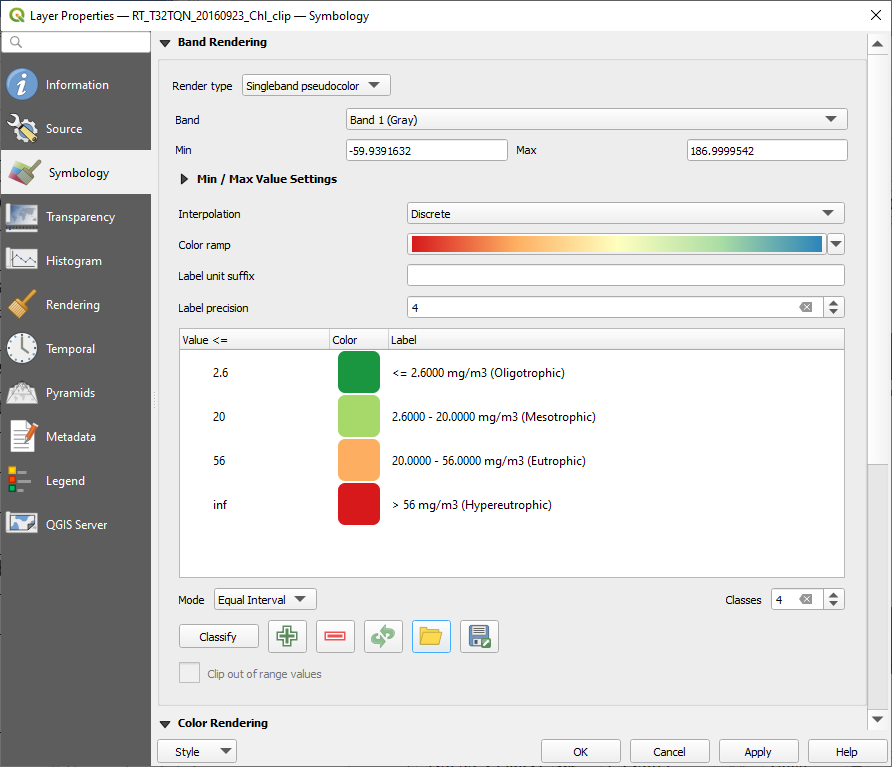 Layer Properties — RT_T32TQN_20160923_Chl_clip — Symbology
Information
Source
Symbology
Transparency
Histogram
Rendering
Temporal
Pyramids
Metadata
Legend
QGIS Server
Band Rendering
Render type Singleband pseudocolor
Band Band 1 (Gray)
Min -59.9391632 Max 186.9999542
Min / Max Value Settings
Interpolation Discrete
Color ramp
Label unit suffix
Label precision 4
Value <= Color Label
2.6 <= 2.6000 mg/m3 (Oligotrophic)
20 2.6000 - 20.0000 mg/m3 (Mesotrophic)
56 20.0000 - 56.0000 mg/m3 (Eutrophic)
inf > 56 mg/m3 (Hypereutrophic)
Mode Equal Interval Classes 4
Classify
Clip out of range values
Color Rendering
Style OK Cancel Apply Help